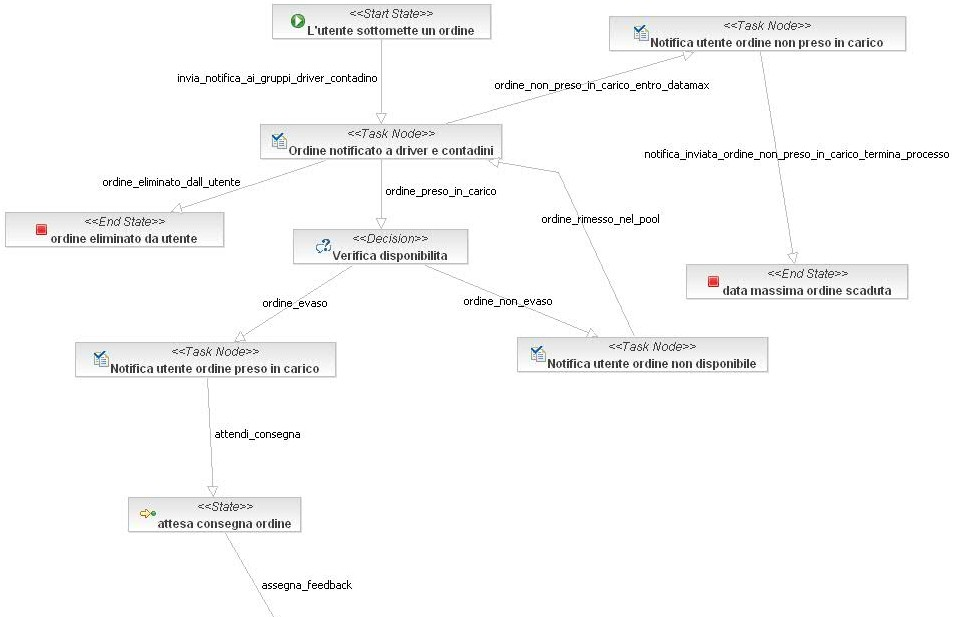 <<Start State>>
L'utente sottomette un ordine
<<Task Node>>
Notifica utente ordine non preso in carico
invia_notifica_ai_gruppi_driver_contadino
ordine_non_preso_in_carico_entro_datamax
<<Task Node>>
Ordine notificato a driver e contadini
notifica_inviata_ordine_non_preso_in_carico_termina_processo
ordine_eliminato_dall_utente
ordine_preso_in_carico
<<End State>>
ordine eliminato da utente
ordine_rimesso_nel_pool
<<Decision>>
Verifica disponibilita
<<End State>>
data massima ordine scaduta
ordine_evaso
ordine_non_evaso
<<Task Node>>
Notifica utente ordine preso in carico
<<Task Node>>
Notifica utente ordine non disponibile
attendi_consegna
<<State>>
attesa consegna ordine
assegna_feedback